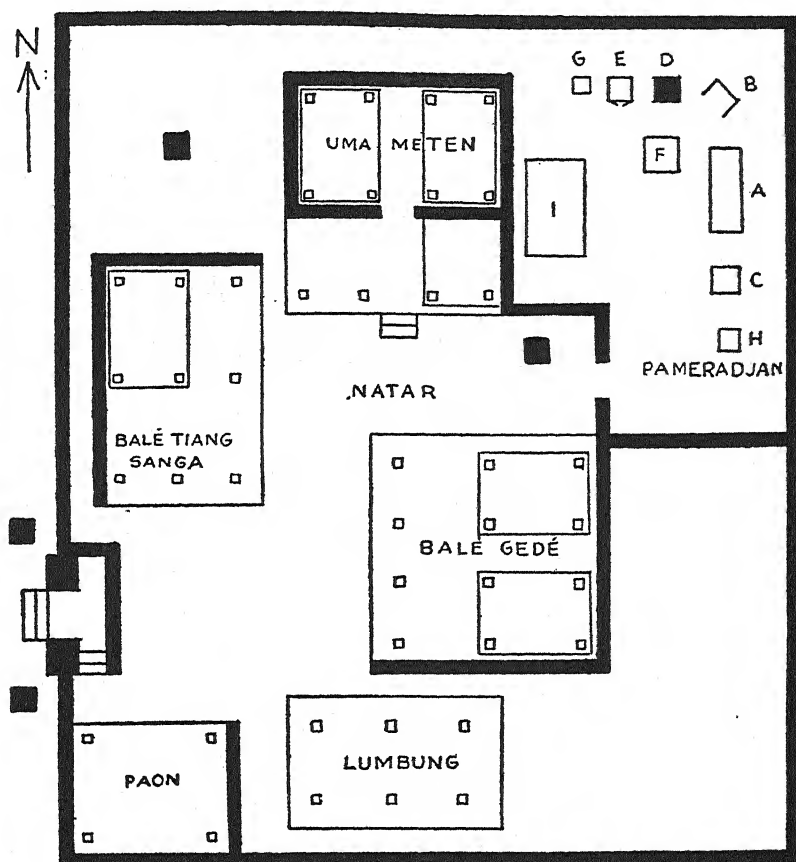 N
G E D B
UMA METEN
F
I
A
C
H
PAMERADJAN
.NATAR
BALÉ TIANG
SANGA
BALÉ GEDÉ
LUMBUNG
PAON